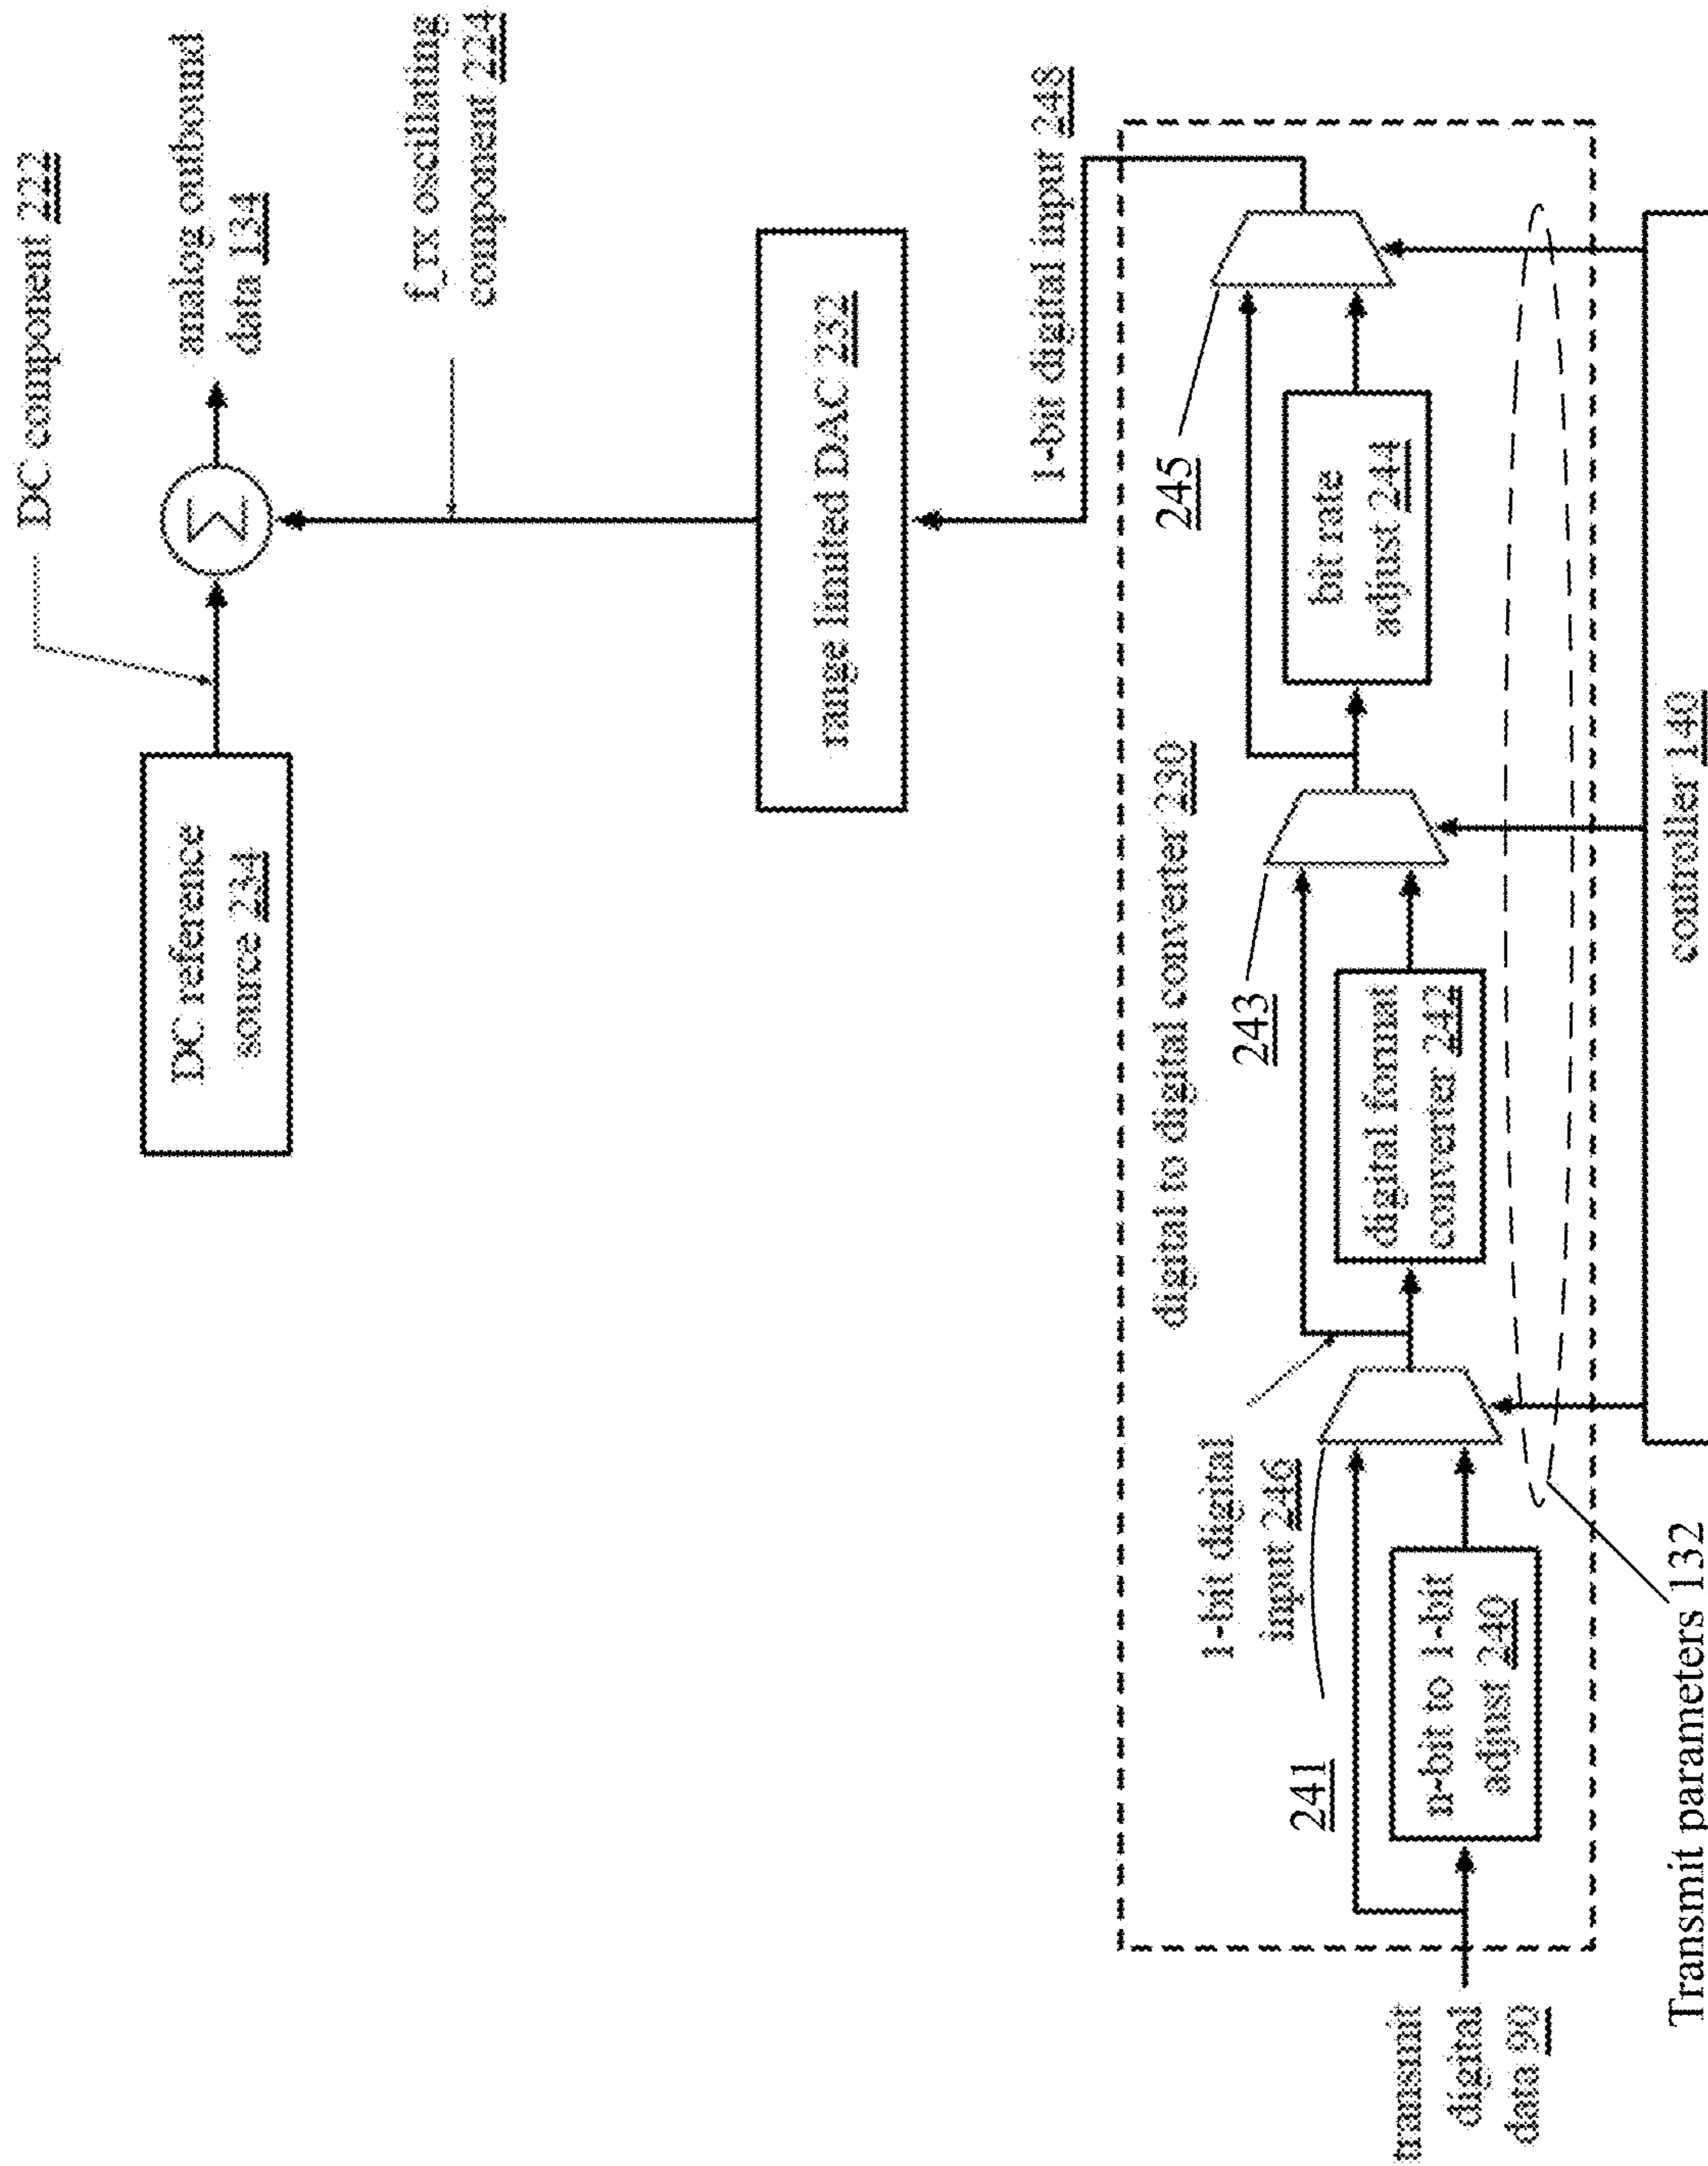 DC component 222
analog outbound
data 134
f_rx oscillating
component 224
DC reference
source 234
range limited DAC 232
1-bit digital input 248
digital to digital converter 230
245
bit rate
adjust 244
243
digital format
converter 242
1-bit digital
input 246
241
n-bit to 1-bit
adjust 240
transmit
digital
data 90
Transmit parameters 132
controller 140